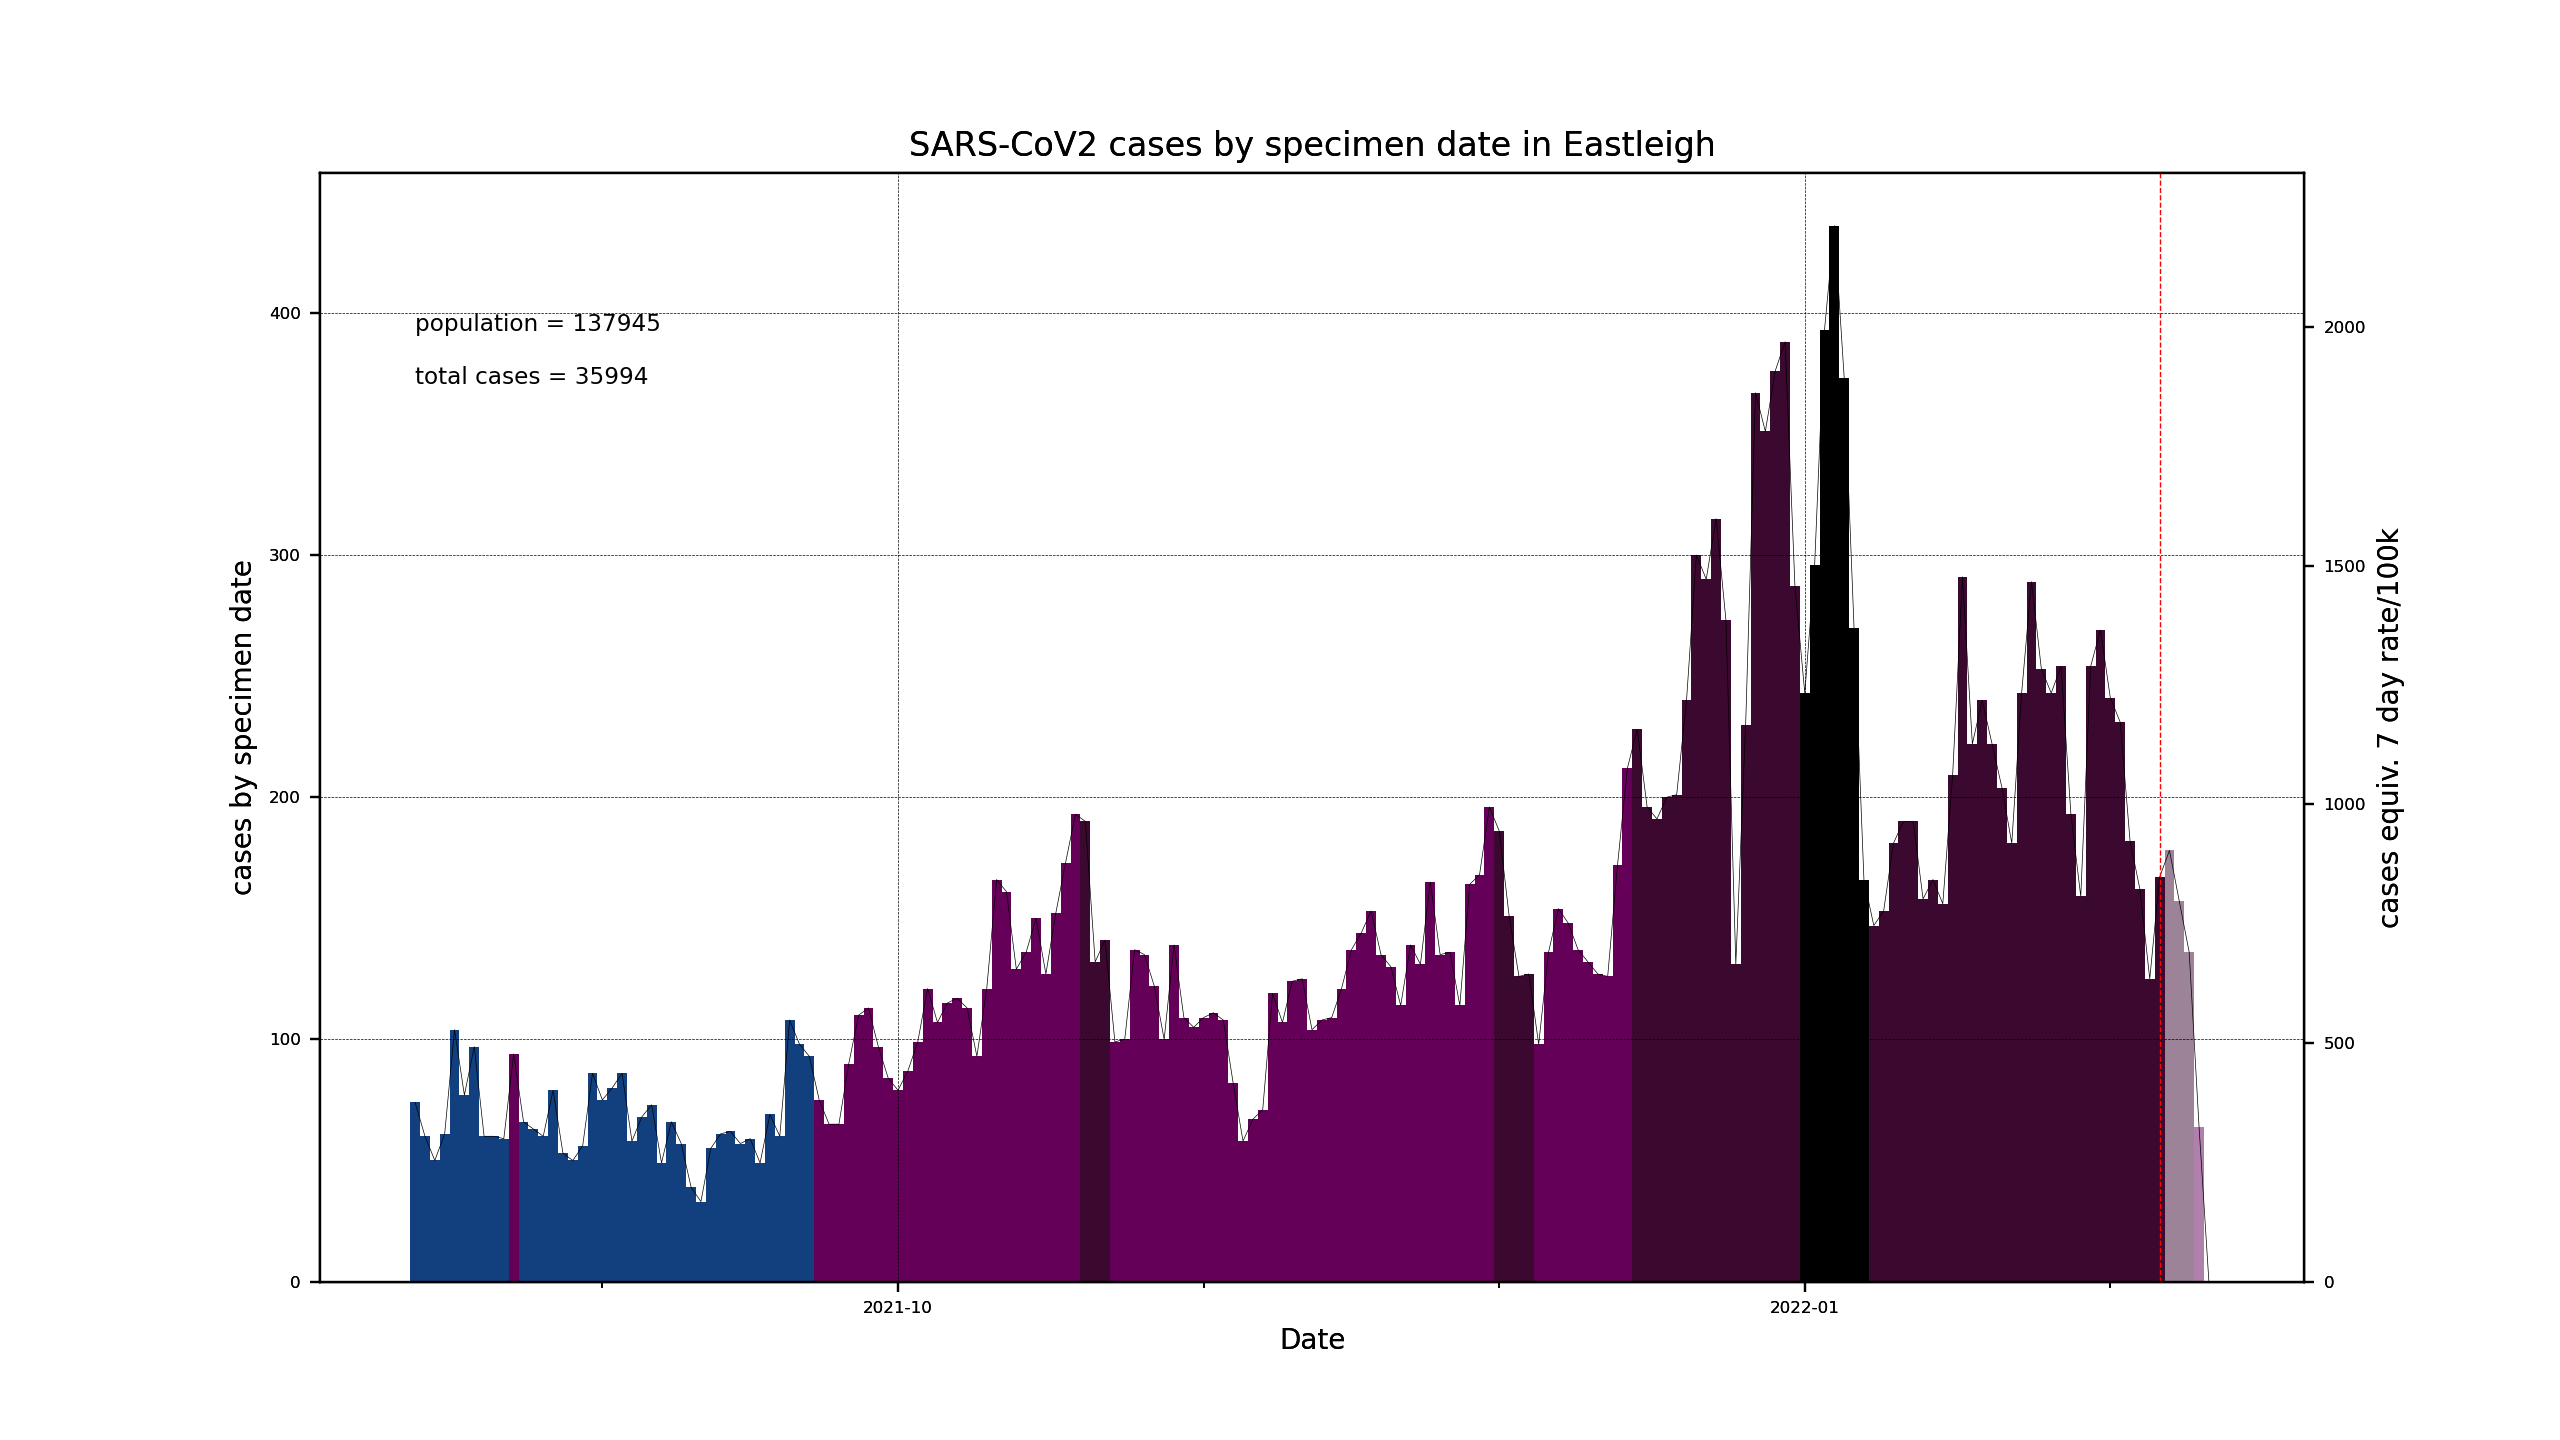 SARS-CoV2 cases by specimen date in Eastleigh
population = 137945
total cases = 35994
cases by specimen date
400
300
200
100
0
2000
1500
1000
500
0
cases equiv. 7 day rate/100k
2021-10
2022-01
Date